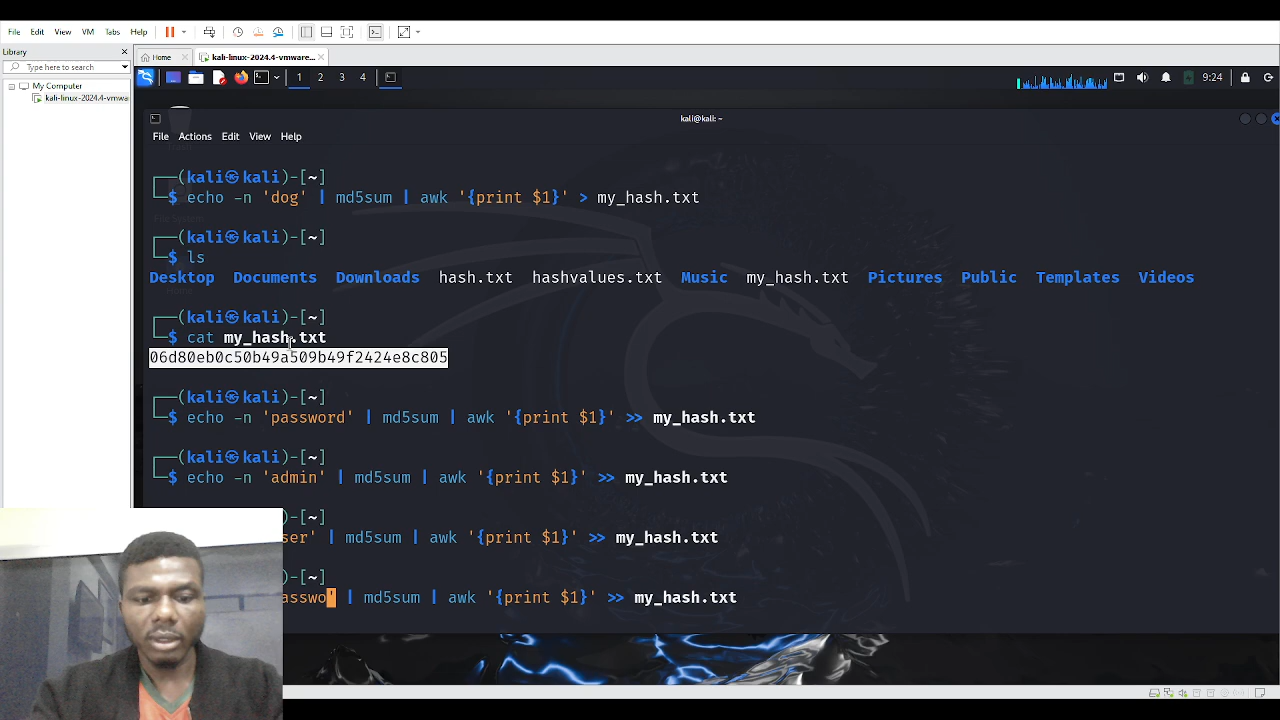 File Edit View VM Tabs Help
Library
Type here to search
My Computer
kali-linux-2024.4-vmwa
Home
kali-linux-2024.4-vmware...
1 2 3 4
9:24
kali@kali: ~
File Actions Edit View Help
(kali㉿kali)-[~]
$ echo -n 'dog' | md5sum | awk '{print $1}' > my_hash.txt
(kali㉿kali)-[~]
$ ls
Desktop Documents Downloads hash.txt hashvalues.txt Music my_hash.txt Pictures Public Templates Videos
(kali㉿kali)-[~]
$ cat my_hash.txt
06d80eb0c50b49a509b49f2424e8c805
(kali㉿kali)-[~]
$ echo -n 'password' | md5sum | awk '{print $1}' >> my_hash.txt
(kali㉿kali)-[~]
$ echo -n 'admin' | md5sum | awk '{print $1}' >> my_hash.txt
)-[~]
ser' | md5sum | awk '{print $1}' >> my_hash.txt
)-[~]
asswo' | md5sum | awk '{print $1}' >> my_hash.txt